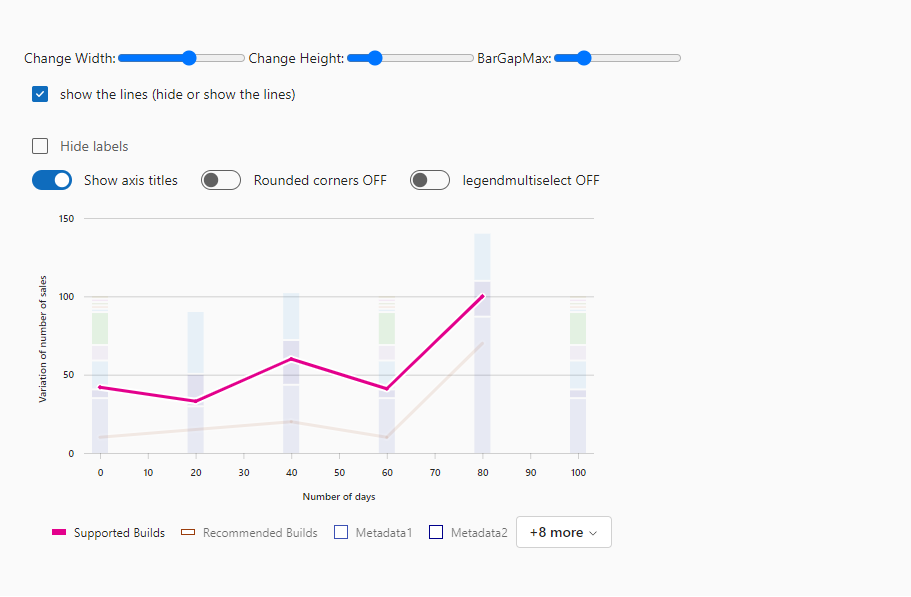 Change Width: Change Height: BarGapMax:
show the lines (hide or show the lines)
Hide labels
Show axis titles Rounded corners OFF legendmultiselect OFF
150
100
50
0
Variation of number of sales
0 10 20 30 40 50 60 70 80 90 100
Number of days
Supported Builds Recommended Builds Metadata1 Metadata2 +8 more